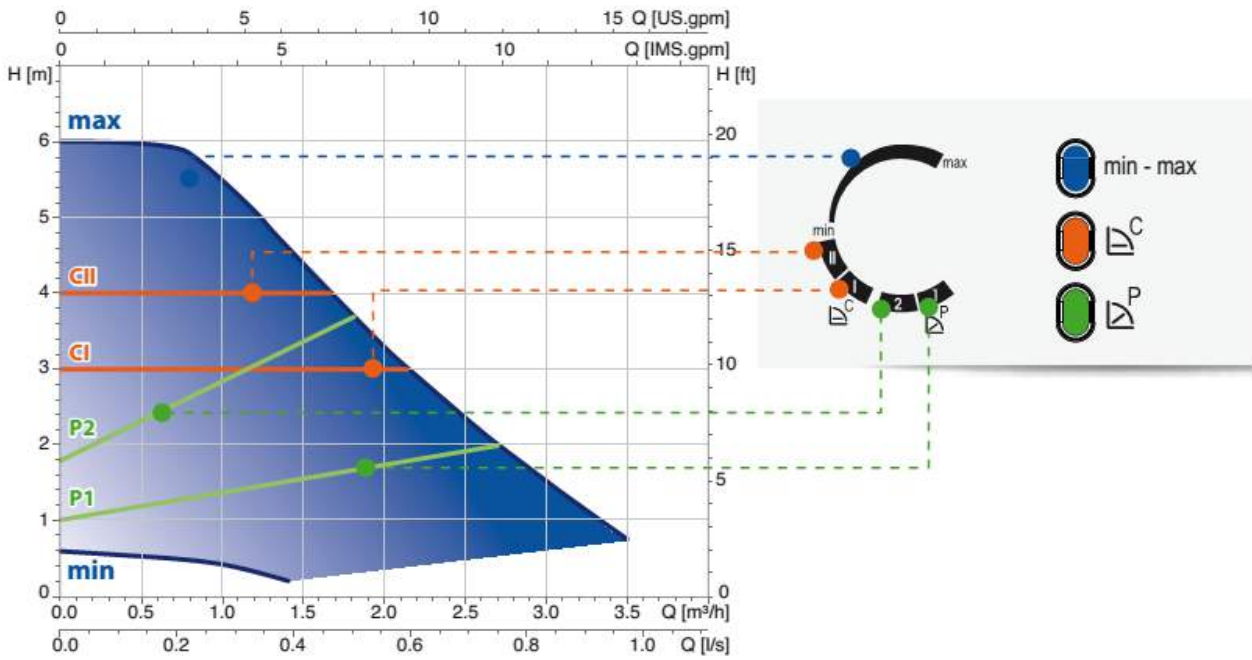 0 5 10 15 Q [US.gpm]
0 5 10 Q [IMS.gpm]
H [m] H [ft]
max
6 20
max
min - max
5
min
15
C
II
CII
4
I
C
2
1
P
P
CI
3
10
P2
2
5
P1
1
min
0 0
0.0 0.5 1.0 1.5 2.0 2.5 3.0 3.5 Q [m³/h]
0.0 0.2 0.4 0.6 0.8 1.0 Q [l/s]